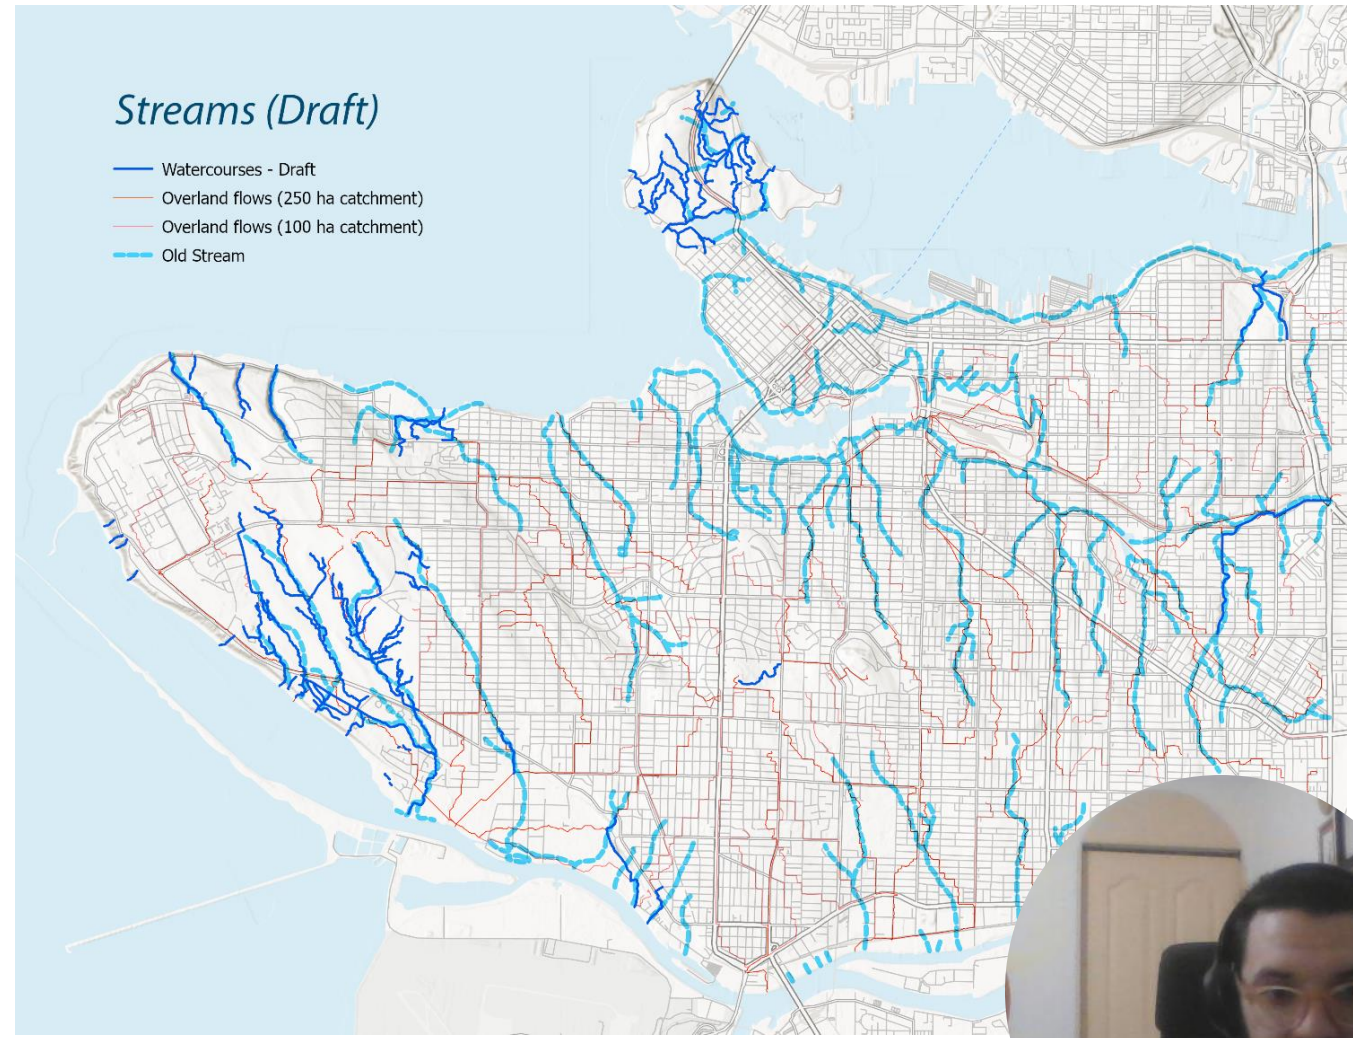 Streams (Draft)
Watercourses - Draft
Overland flows (250 ha catchment)
Overland flows (100 ha catchment)
Old Stream